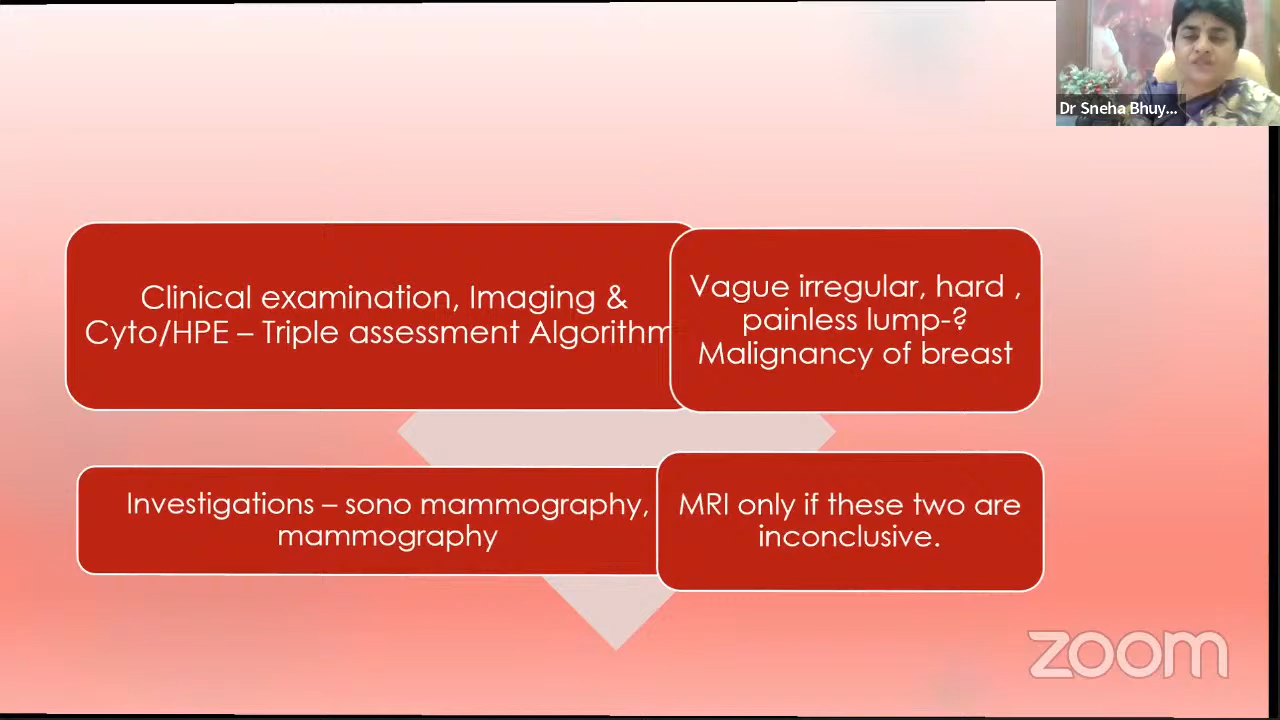 Dr Sneha Bhuy...
Clinical examination, Imaging &
Cyto/HPE – Triple assessment Algorithm
Vague irregular, hard ,
painless lump-?
Malignancy of breast
Investigations – sono mammography,
mammography
MRI only if these two are
inconclusive.
zoom